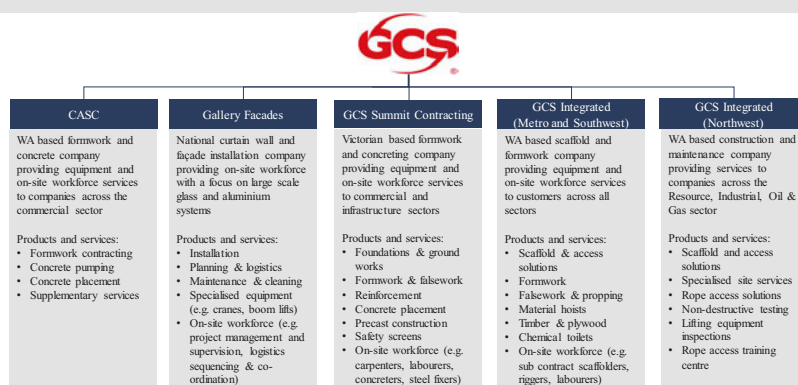 GCS
®
CASC
WA based formwork and
concrete company
providing equipment and
on-site workforce services
to companies across the
commercial sector
Products and services:
• Formwork contracting
• Concrete pumping
• Concrete placement
• Supplementary services
Gallery Facades
National curtain wall and
façade installation company
providing on-site workforce
with a focus on large scale
glass and aluminium
systems
Products and services:
• Installation
• Planning & logistics
• Maintenance & cleaning
• Specialised equipment
(e.g. cranes, boom lifts)
• On-site workforce (e.g.
project management and
supervision, logistics
sequencing & co-
ordination)
GCS Summit Contracting
Victorian based formwork
and concreting company
providing equipment and
on-site workforce services
to commercial and
infrastructure sectors
Products and services:
• Foundations & ground
works
• Formwork & falsework
• Reinforcement
• Concrete placement
• Precast construction
• Safety screens
• On-site workforce (e.g.
carpenters, labourers,
concreters, steel fixers)
GCS Integrated
(Metro and Southwest)
WA based scaffold and
formwork company
providing equipment and
on-site workforce services
to customers across all
sectors
Products and services:
• Scaffold & access
solutions
• Formwork
• Falsework & propping
• Material hoists
• Timber & plywood
• Chemical toilets
• On-site workforce (e.g.
sub contract scaffolders,
riggers, labourers)
GCS Integrated
(Northwest)
WA based construction and
maintenance company
providing services to
companies across the
Resource, Industrial, Oil &
Gas sector
Products and services:
• Scaffold and access
solutions
• Specialised site services
• Rope access solutions
• Non-destructive testing
• Lifting equipment
inspections
• Rope access training
centre